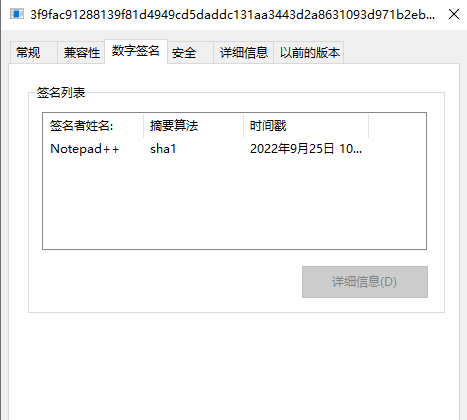 3f9fac91288139f81d4949cd5daddc131aa3443d2a8631093d971b2eb...
常规 兼容性 数字签名 安全 详细信息 以前的版本
签名列表
签名者姓名: 摘要算法 时间戳
Notepad++ sha1 2022年9月25日 10...
详细信息(D)